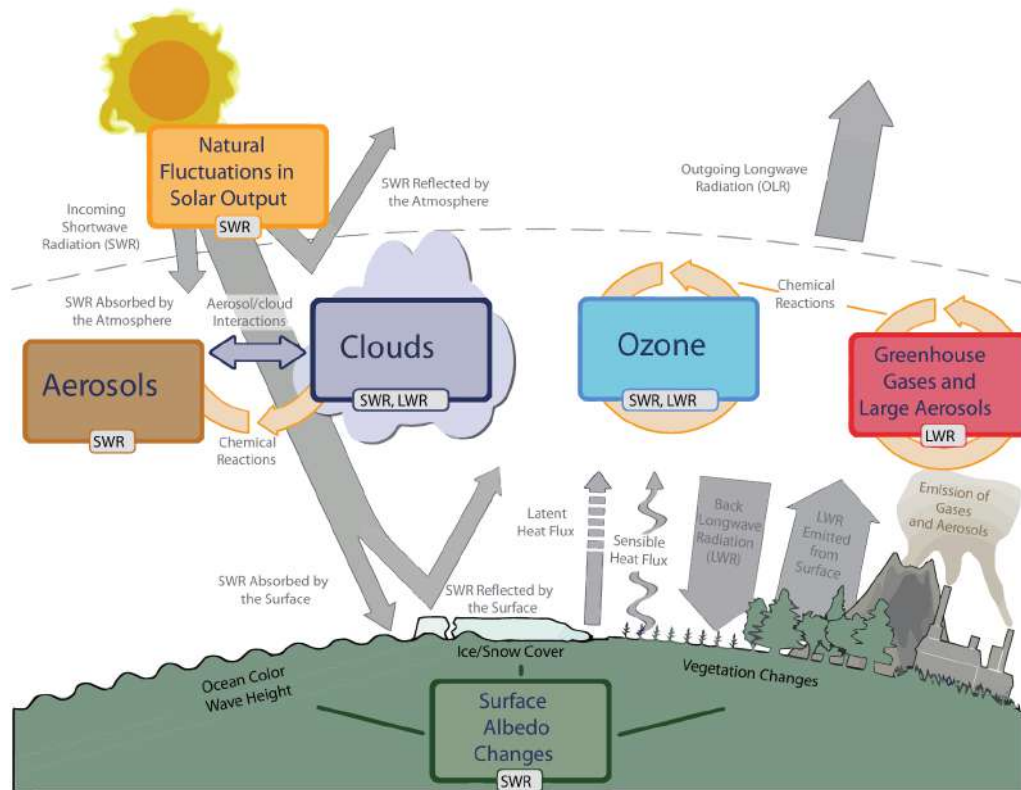 Natural
Fluctuations in
Solar Output
SWR
Incoming
Shortwave
Radiation (SWR)
SWR Reflected by
the Atmosphere
Outgoing Longwave
Radiation (OLR)
SWR Absorbed by
the Atmosphere
Aerosol/cloud
Interactions
Chemical
Reactions
Aerosols
SWR
Clouds
SWR, LWR
Ozone
SWR, LWR
Greenhouse
Gases and
Large Aerosols
LWR
Chemical
Reactions
Emission of
Gases
and Aerosols
Latent
Heat Flux
Sensible
Heat Flux
Back
Longwave
Radiation
(LWR)
LWR
Emitted
from
Surface
SWR Absorbed by
the Surface
SWR Reflected by
the Surface
Ice/Snow Cover
Ocean Color
Wave Height
Vegetation Changes
Surface
Albedo
Changes
SWR